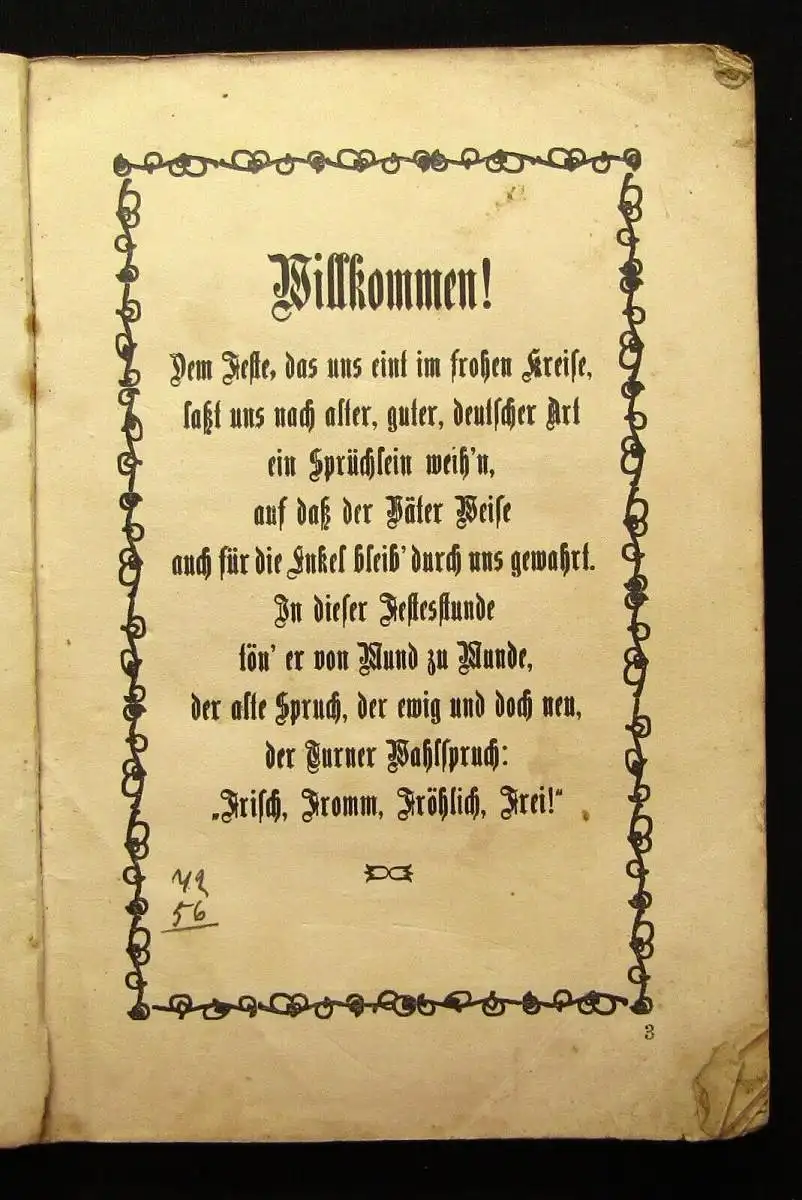 Willkommen!
Dem Feste, das uns eint im frohen Kreise,
laßt uns nach alter, guter, deutscher Art
ein Sprüchlein weih'n,
auf daß der Väter Weise
auch für die Enkel bleib' durch uns gewahrt.
In dieser Festesstunde
tön' er von Mund zu Munde,
der alte Spruch, der ewig und doch neu,
der Turner Wahlspruch:
„Frisch, Fromm, Fröhlich, Frei!“
56
3